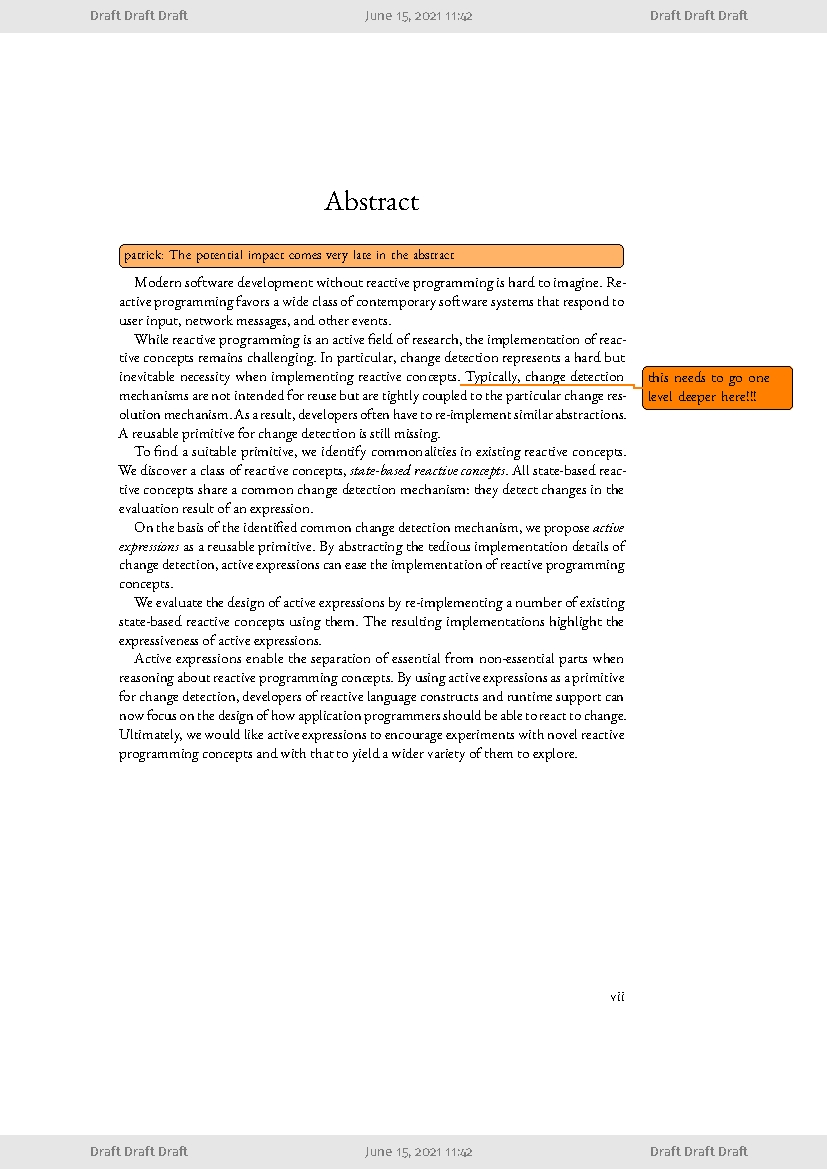 Draft Draft Draft June 15, 2021 11:42 Draft Draft Draft
Abstract
patrick: The potential impact comes very late in the abstract
Modern software development without reactive programming is hard to imagine. Re-
active programming favors a wide class of contemporary software systems that respond to
user input, network messages, and other events.
While reactive programming is an active field of research, the implementation of reac-
tive concepts remains challenging. In particular, change detection represents a hard but
inevitable necessity when implementing reactive concepts. Typically, change detection
this needs to go one
level deeper here!!!
mechanisms are not intended for reuse but are tightly coupled to the particular change res-
olution mechanism. As a result, developers often have to re-implement similar abstractions.
A reusable primitive for change detection is still missing.
To find a suitable primitive, we identify commonalities in existing reactive concepts.
We discover a class of reactive concepts, state-based reactive concepts. All state-based reac-
tive concepts share a common change detection mechanism: they detect changes in the
evaluation result of an expression.
On the basis of the identified common change detection mechanism, we propose active
expressions as a reusable primitive. By abstracting the tedious implementation details of
change detection, active expressions can ease the implementation of reactive programming
concepts.
We evaluate the design of active expressions by re-implementing a number of existing
state-based reactive concepts using them. The resulting implementations highlight the
expressiveness of active expressions.
Active expressions enable the separation of essential from non-essential parts when
reasoning about reactive programming concepts. By using active expressions as a primitive
for change detection, developers of reactive language constructs and runtime support can
now focus on the design of how application programmers should be able to react to change.
Ultimately, we would like active expressions to encourage experiments with novel reactive
programming concepts and with that to yield a wider variety of them to explore.
vii
Draft Draft Draft June 15, 2021 11:42 Draft Draft Draft